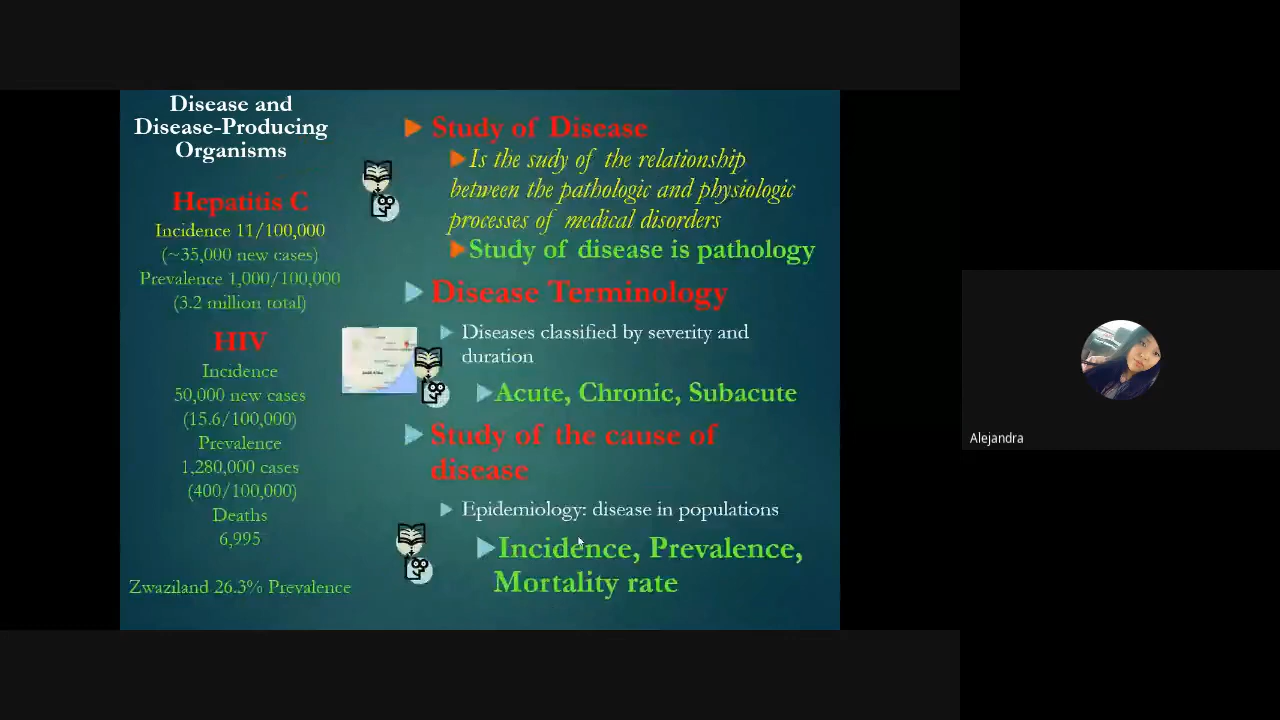 Disease and
Disease-Producing
Organisms
Hepatitis C
Incidence 11/100,000
(~35,000 new cases)
Prevalence 1,000/100,000
(3.2 million total)
HIV
Incidence
50,000 new cases
(15.6/100,000)
Prevalence
1,280,000 cases
(400/100,000)
Deaths
6,995
Zwaziland 26.3% Prevalence
Study of Disease
Is the sudy of the relationship
between the pathologic and physiologic
processes of medical disorders
Study of disease is pathology
Disease Terminology
Diseases classified by severity and
duration
Acute, Chronic, Subacute
Study of the cause of
disease
Epidemiology: disease in populations
Incidence, Prevalence,
Mortality rate
Alejandra